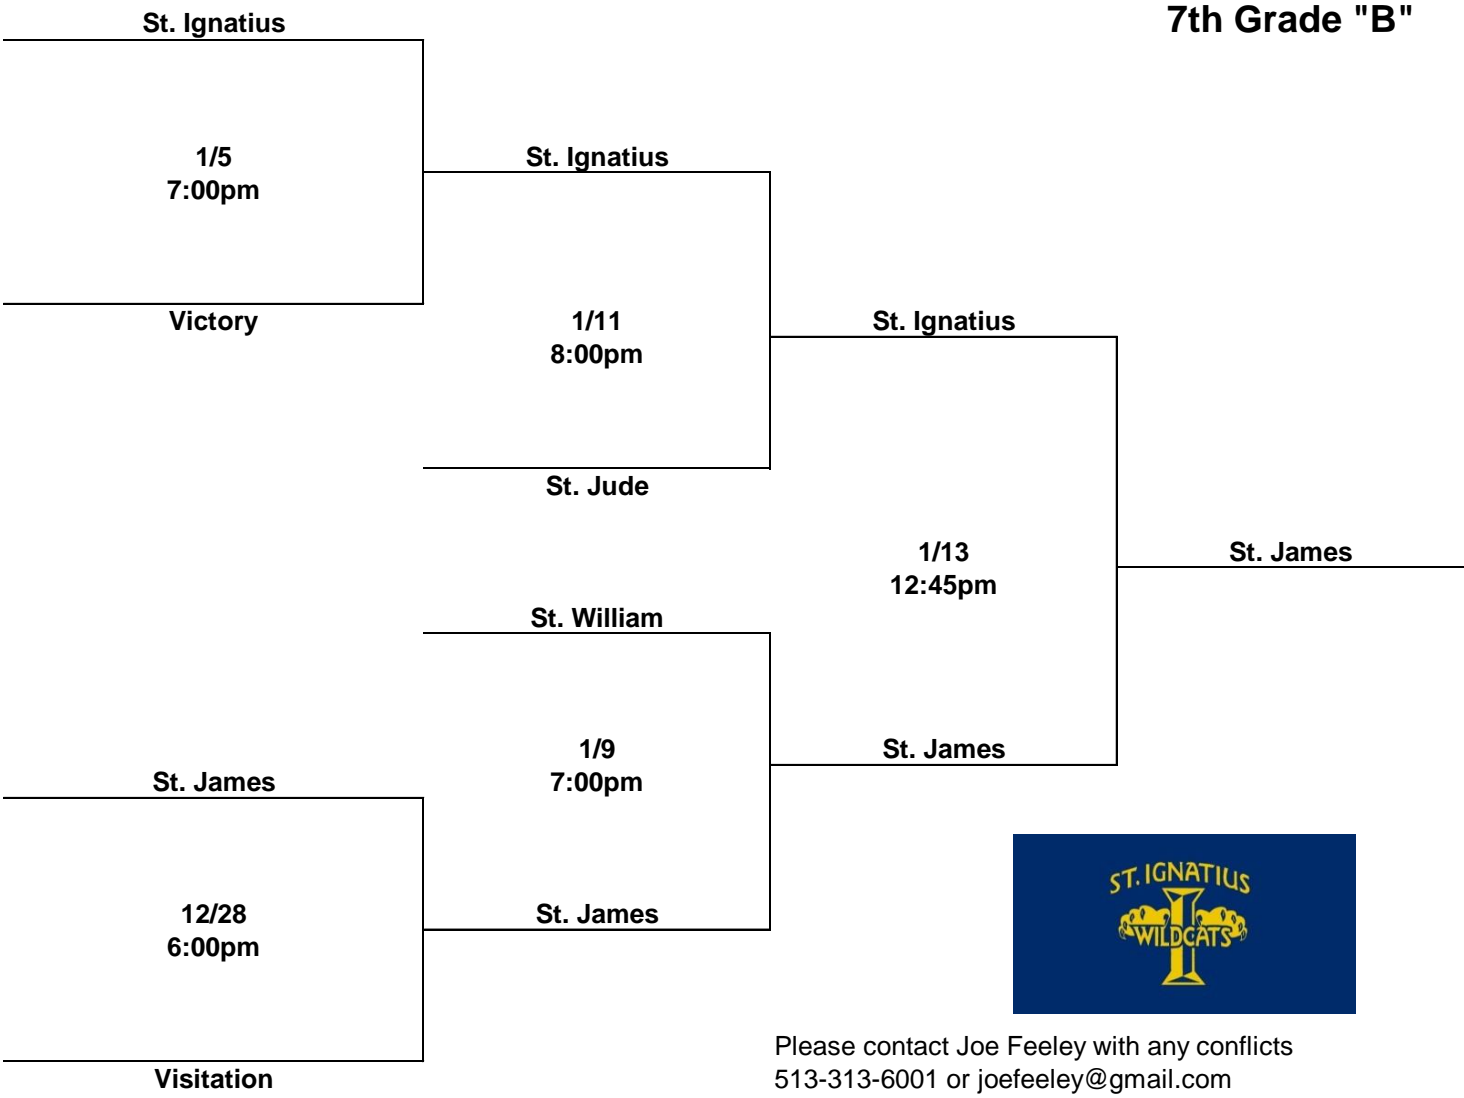 7th Grade "B"
St. Ignatius
1/5
7:00pm
Victory
St. Ignatius
1/11
8:00pm
St. Jude
St. Ignatius
1/13
12:45pm
St. James
St. William
1/9
7:00pm
St. James
St. James
12/28
6:00pm
Visitation
St. James
ST. IGNATIUS
WILDCATS
Please contact Joe Feeley with any conflicts
513-313-6001 or joefeeley@gmail.com